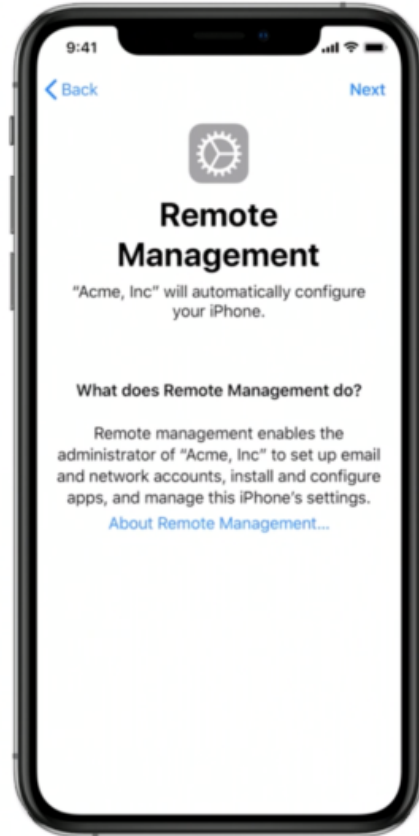 9:41
Back
Next
Remote
Management
“Acme, Inc” will automatically configure
your iPhone.
What does Remote Management do?
Remote management enables the
administrator of “Acme, Inc” to set up email
and network accounts, install and configure
apps, and manage this iPhone’s settings.
About Remote Management...